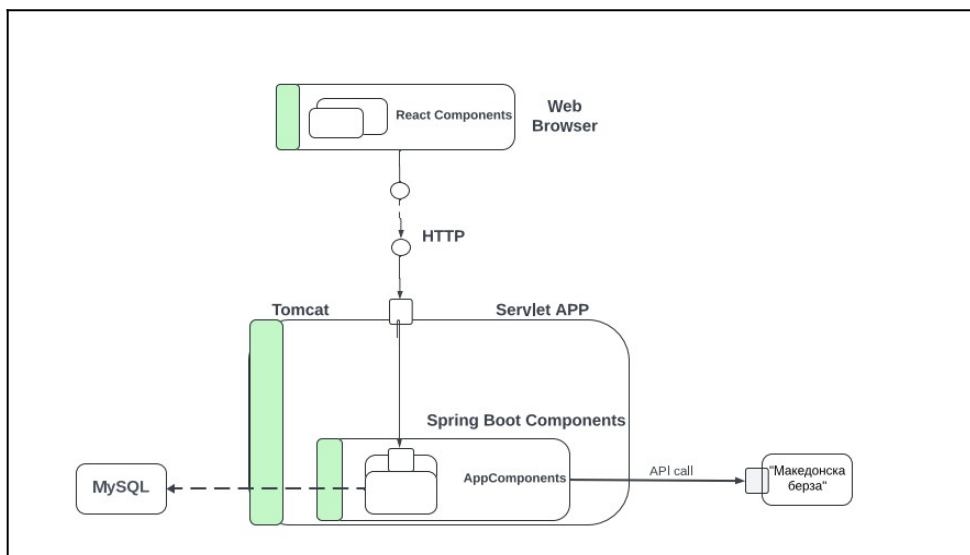 React Components
Web
Browser
HTTP
Tomcat
Servlet APP
Spring Boot Components
AppComponents
API call
MySQL
"Македонска
берза"